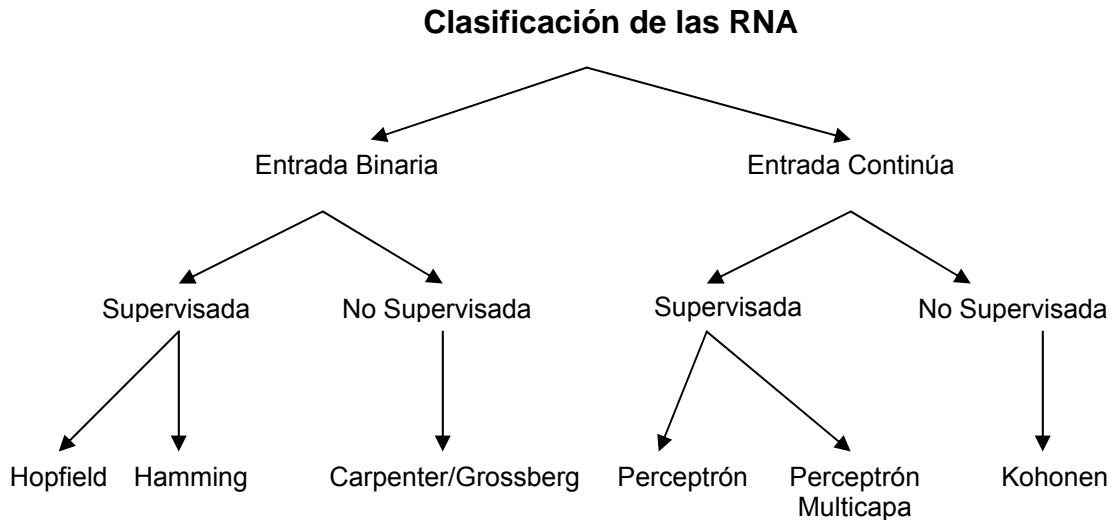 Clasificación de las RNA
Entrada Binaria
Entrada Continúa
Supervisada
No Supervisada
Supervisada
No Supervisada
Hopfield
Hamming
Carpenter/Grossberg
Perceptrón
Perceptrón
Multicapa
Kohonen